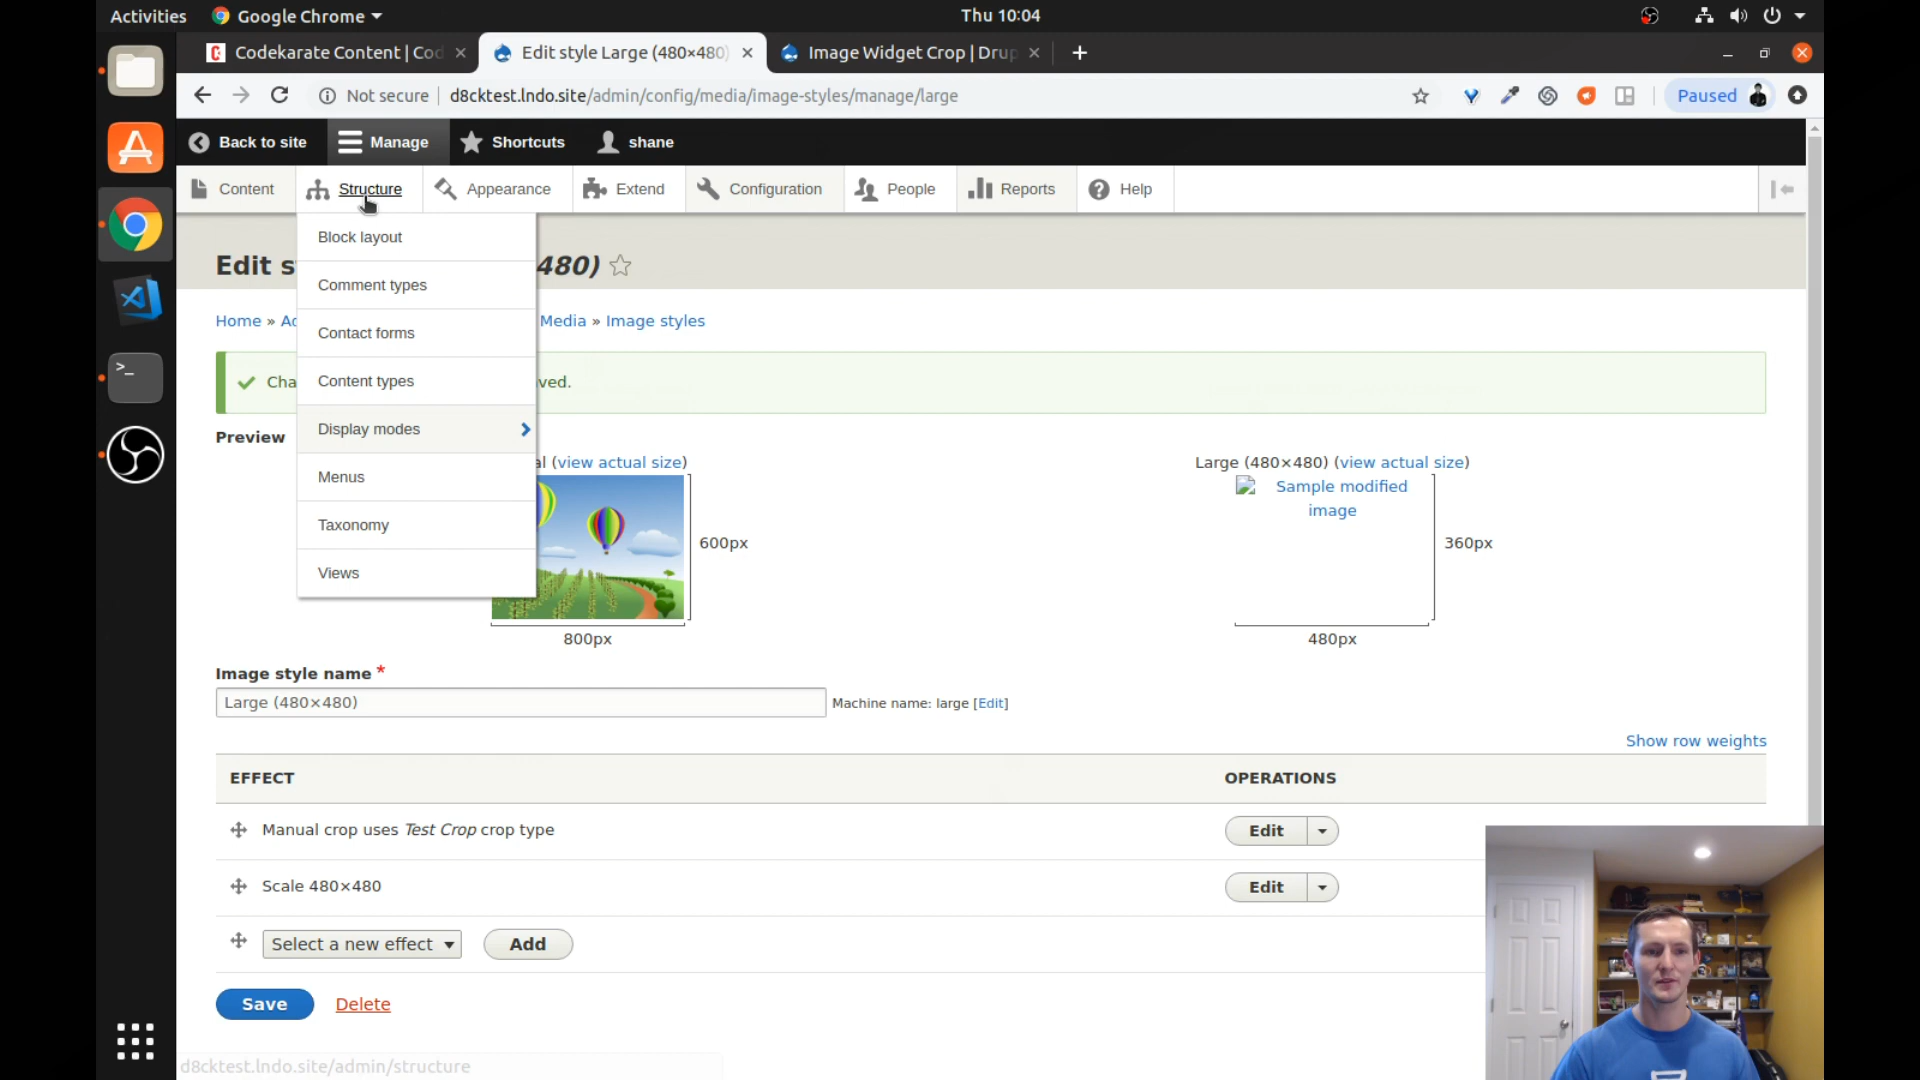 Activities
Google Chrome
Thu 10:04
Codekarate Content | Cod
Edit style Large (480×480)
Image Widget Crop | Drup
Not secure
d8cktest.lndo.site/admin/config/media/image-styles/manage/large
Paused
Back to site
Manage
Shortcuts
shane
Content
Structure
Appearance
Extend
Configuration
People
Reports
Help
Block layout
Comment types
Contact forms
Content types
Display modes
Menus
Taxonomy
Views
Edit s
480)
Home » Ad
Media » Image styles
Cha
ved.
Preview
al (view actual size)
600px
800px
Large (480×480) (view actual size)
Sample modified image
360px
480px
Image style name *
Large (480×480)
Machine name: large [Edit]
Show row weights
EFFECT
OPERATIONS
Manual crop uses Test Crop crop type
Edit
Scale 480×480
Edit
Select a new effect
Add
Save
Delete
d8cktest.lndo.site/admin/structure